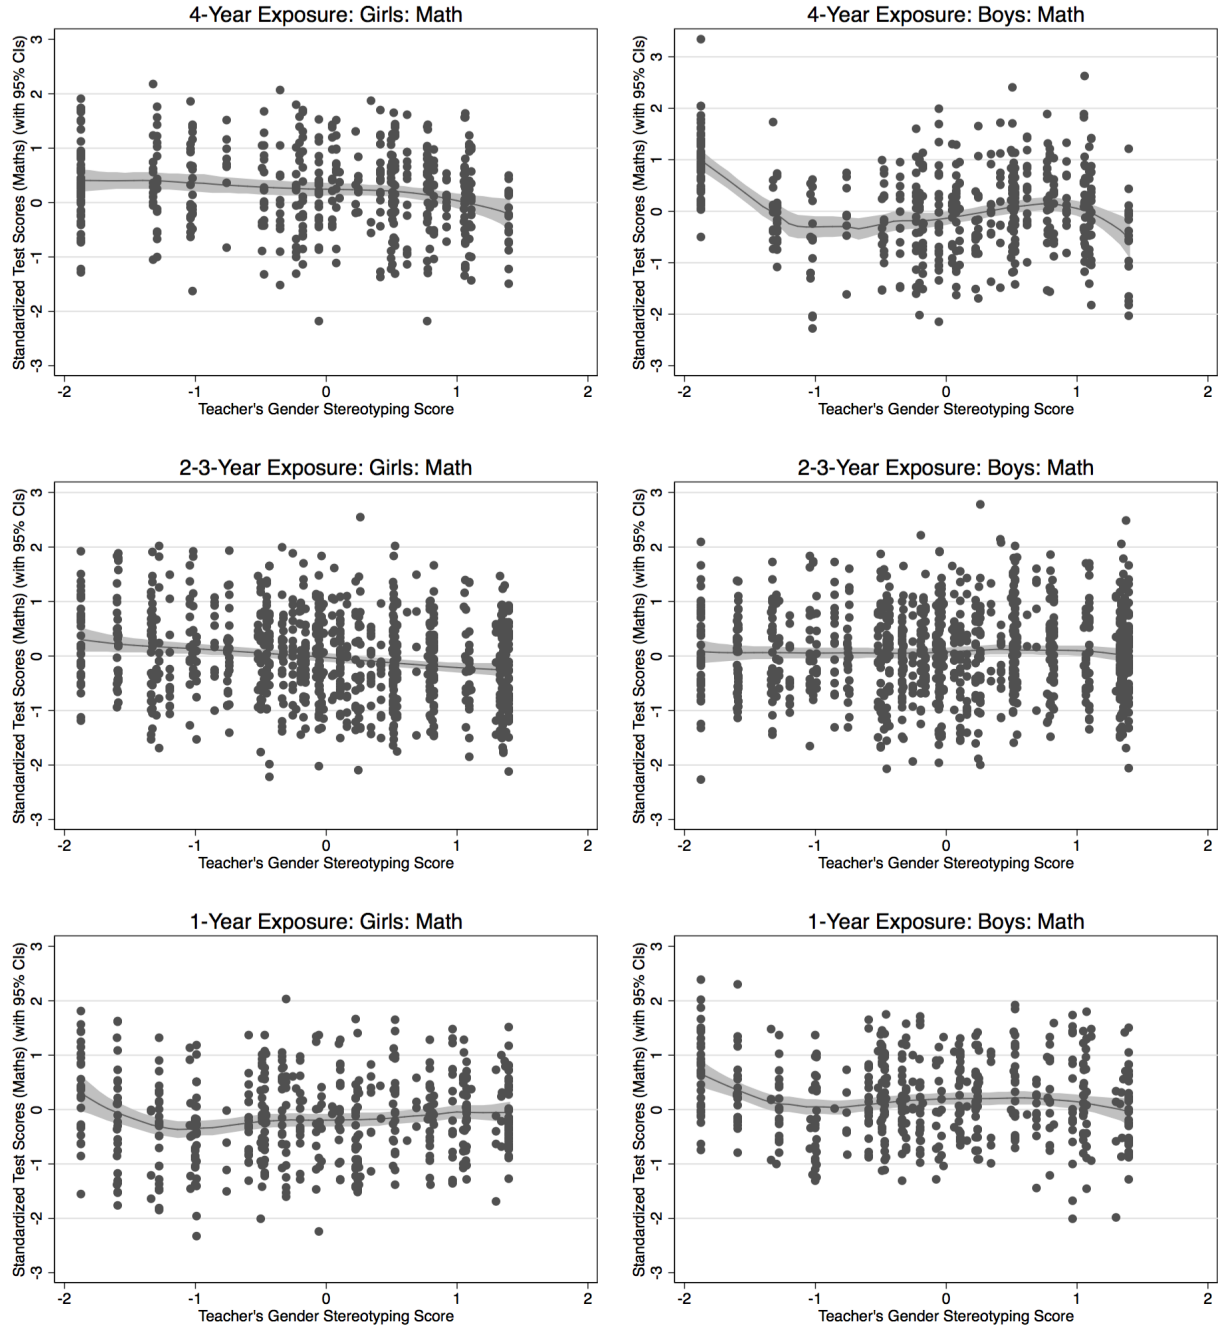 4-Year Exposure: Girls: Math
Standardized Test Scores (Maths) (with 95% CIs)
3
2
1
0
-1
-2
-3
-2 -1 0 1 2
Teacher's Gender Stereotyping Score
4-Year Exposure: Boys: Math
Standardized Test Scores (Maths) (with 95% CIs)
3
2
1
0
-1
-2
-3
-2 -1 0 1 2
Teacher's Gender Stereotyping Score
2-3-Year Exposure: Girls: Math
Standardized Test Scores (Maths) (with 95% CIs)
3
2
1
0
-1
-2
-3
-2 -1 0 1 2
Teacher's Gender Stereotyping Score
2-3-Year Exposure: Boys: Math
Standardized Test Scores (Maths) (with 95% CIs)
3
2
1
0
-1
-2
-3
-2 -1 0 1 2
Teacher's Gender Stereotyping Score
1-Year Exposure: Girls: Math
Standardized Test Scores (Maths) (with 95% CIs)
3
2
1
0
-1
-2
-3
-2 -1 0 1 2
Teacher's Gender Stereotyping Score
1-Year Exposure: Boys: Math
Standardized Test Scores (Maths) (with 95% CIs)
3
2
1
0
-1
-2
-3
-2 -1 0 1 2
Teacher's Gender Stereotyping Score